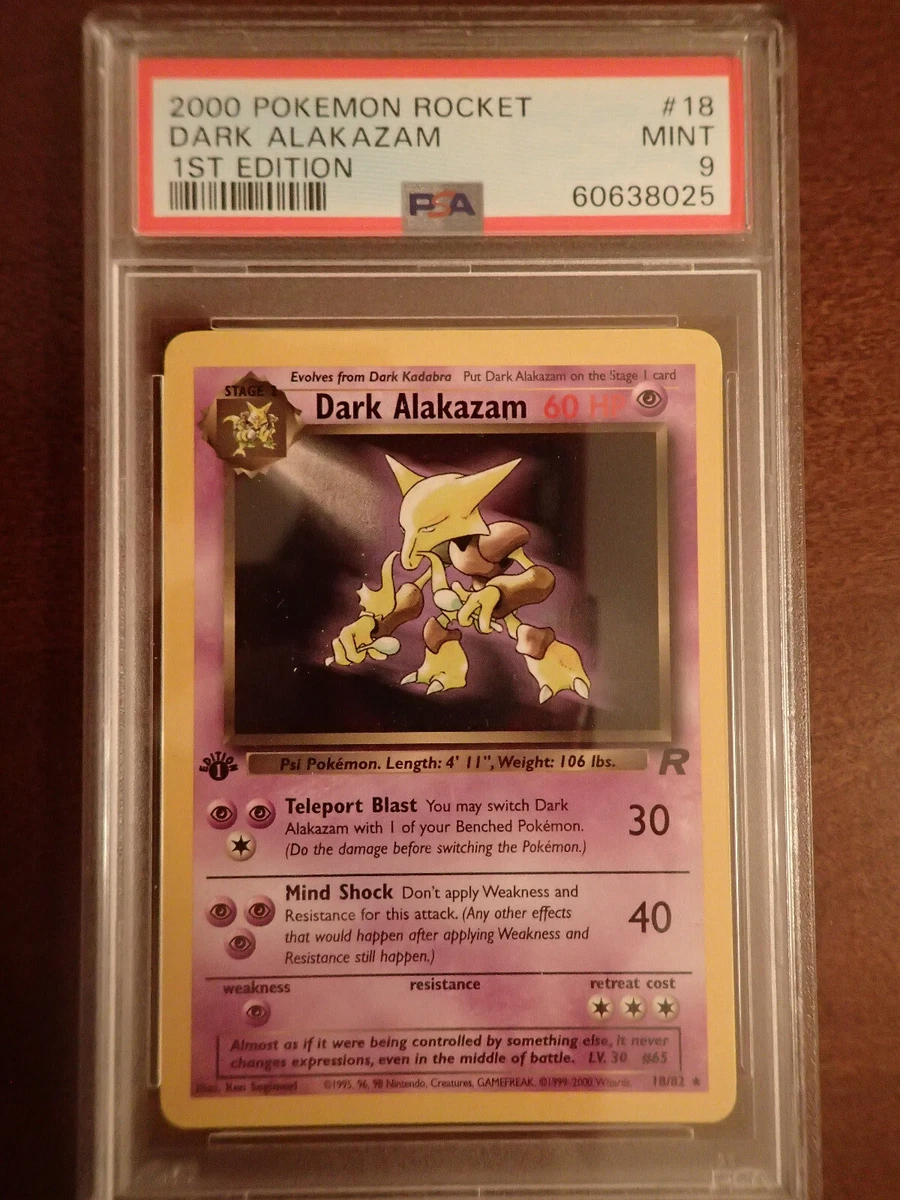 2000 POKEMON ROCKET #18
DARK ALAKAZAM MINT
1ST EDITION 9
PSA 60638025
Evolves from Dark Kadabra Put Dark Alakazam on the Stage 1 card
STAGE 2
Dark Alakazam 60 HP
EDITION 1
Psi Pokémon. Length: 4' 11", Weight: 106 lbs.
R
Teleport Blast You may switch Dark
Alakazam with 1 of your Benched Pokémon. 30
(Do the damage before switching the Pokémon.)
Mind Shock Don't apply Weakness and
Resistance for this attack. (Any other effects 40
that would happen after applying Weakness and
Resistance still happen.)
weakness resistance retreat cost
Almost as if it were being controlled by something else, it never
changes expressions, even in the middle of battle. LV. 30 #65
Illus. Ken Sugimori ©1995, 96, 98 Nintendo, Creatures, GAMEFREAK. ©1999-2000 Wizards. 18/82 ★